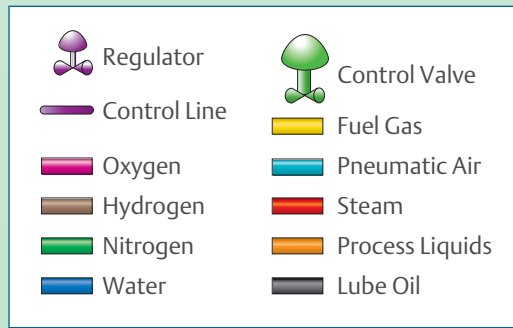 Regulator
Control Line
Oxygen
Hydrogen
Nitrogen
Water
Control Valve
Fuel Gas
Pneumatic Air
Steam
Process Liquids
Lube Oil